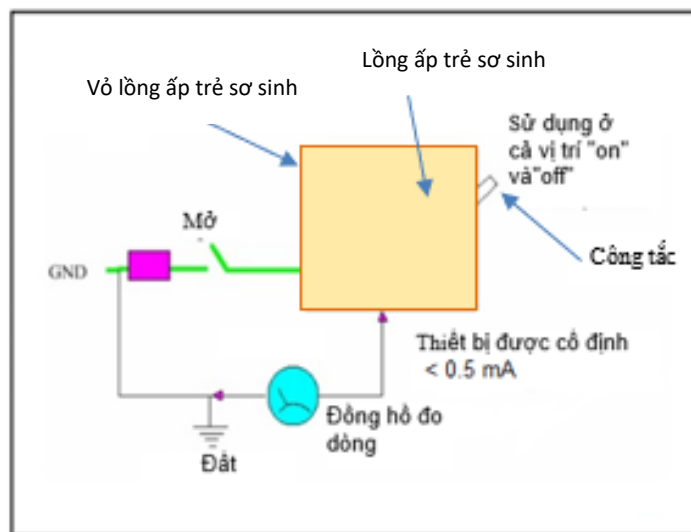 Lồng ấp trẻ sơ sinh
Vỏ lồng ấp trẻ sơ sinh
Sử dụng ở
cả vị trí "on"
và"off"
Mở
Công tắc
GND
Thiết bị được cố định
< 0.5 mA
Đồng hồ đo
dòng
Đất